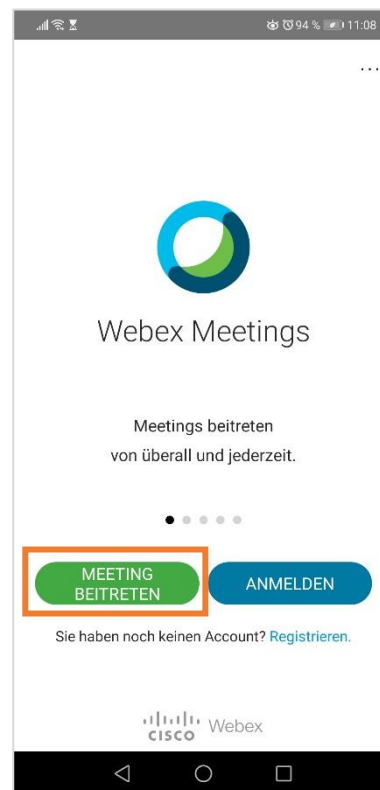 94 % 11:08
...
Webex Meetings
Meetings beitreten
von überall und jederzeit.
MEETING
BEITRETEN
ANMELDEN
Sie haben noch keinen Account? Registrieren.
CISCO Webex